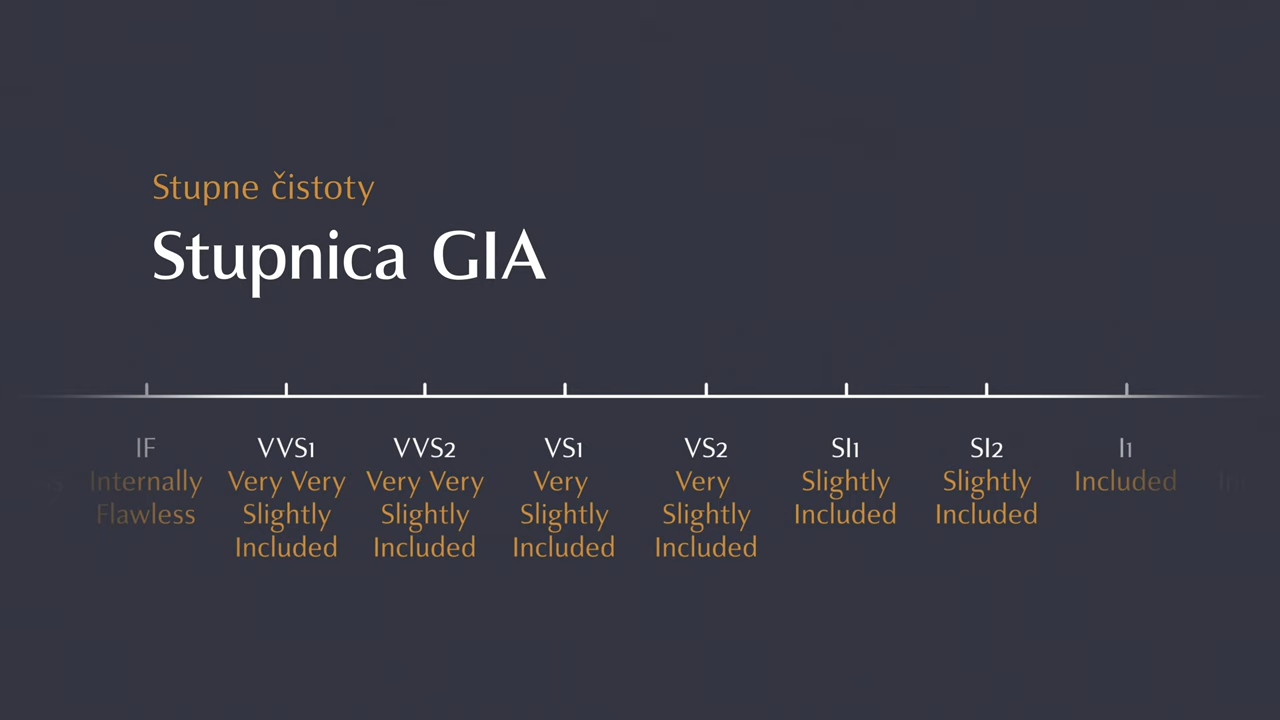 Stupne čistoty
Stupnica GIA
IF
Internally
Flawless
VVS1
Very Very
Slightly
Included
VVS2
Very Very
Slightly
Included
VS1
Very
Slightly
Included
VS2
Very
Slightly
Included
SI1
Slightly
Included
SI2
Slightly
Included
I1
Included